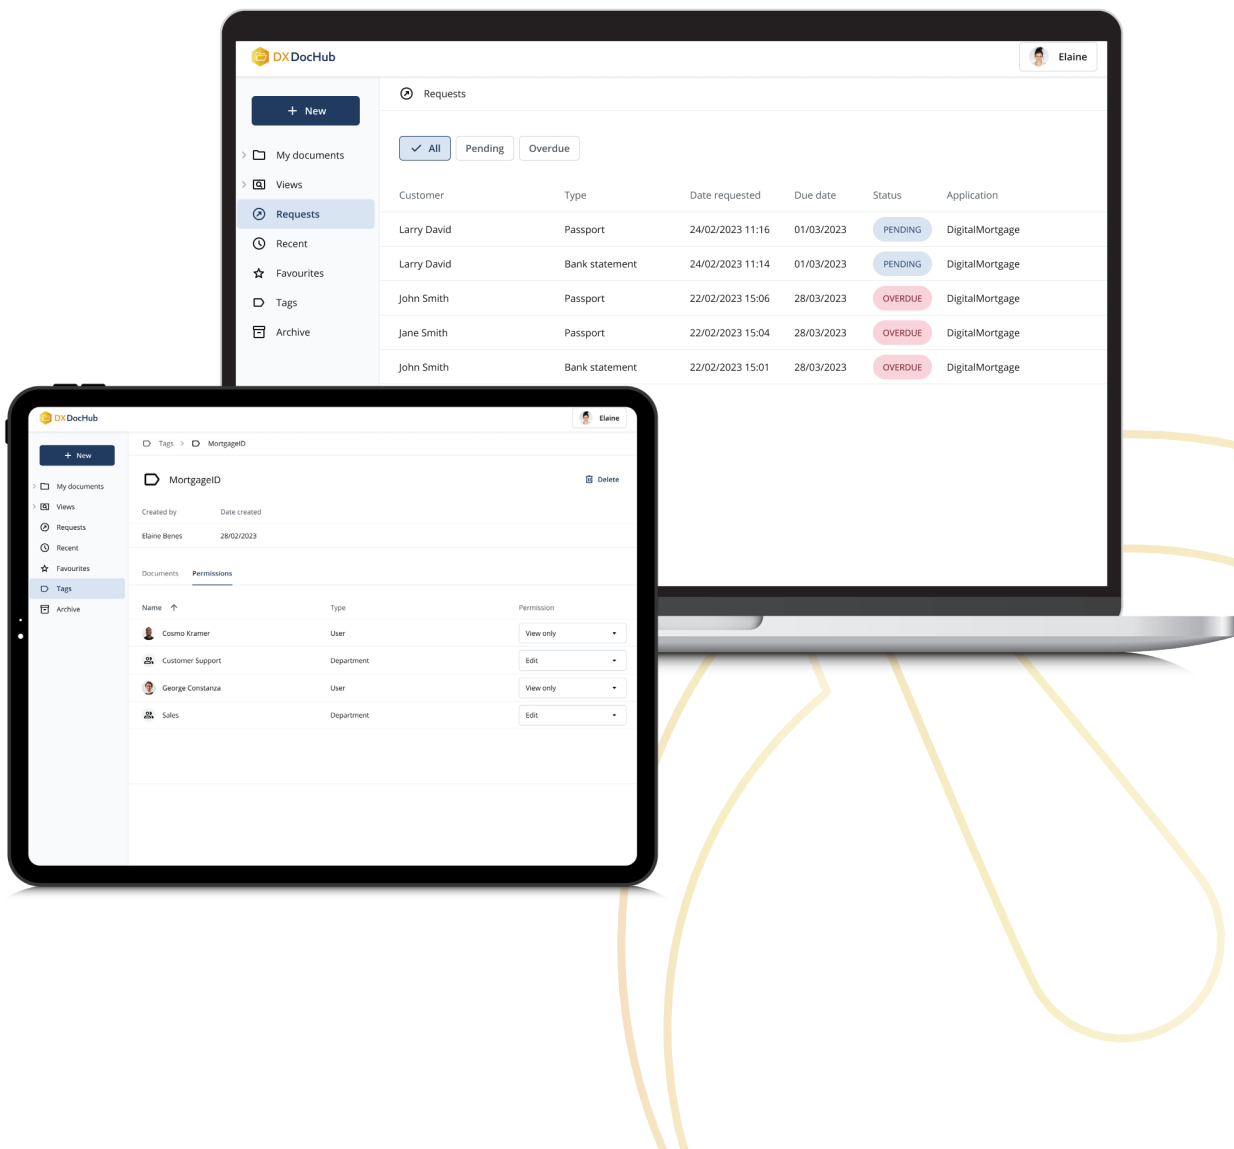 DXDocHub
Elaine
+ New
Requests
My documents
Views
Requests
Recent
Favourites
Tags
Archive
All Pending Overdue
Customer Type Date requested Due date Status Application
Larry David Passport 24/02/2023 11:16 01/03/2023 PENDING DigitalMortgage
Larry David Bank statement 24/02/2023 11:14 01/03/2023 PENDING DigitalMortgage
John Smith Passport 22/02/2023 15:06 28/03/2023 OVERDUE DigitalMortgage
Jane Smith Passport 22/02/2023 15:04 28/03/2023 OVERDUE DigitalMortgage
John Smith Bank statement 22/02/2023 15:01 28/03/2023 OVERDUE DigitalMortgage
DXDocHub
Elaine
+ New
My documents
Views
Requests
Recent
Favourites
Tags
Archive
Tags > MortgageID
MortgageID
Delete
Created by Date created
Elaine Benes 28/02/2023
Documents Permissions
Name Type Permission
Cosmo Kramer User View only
Customer Support Department Edit
George Constanza User View only
Sales Department Edit